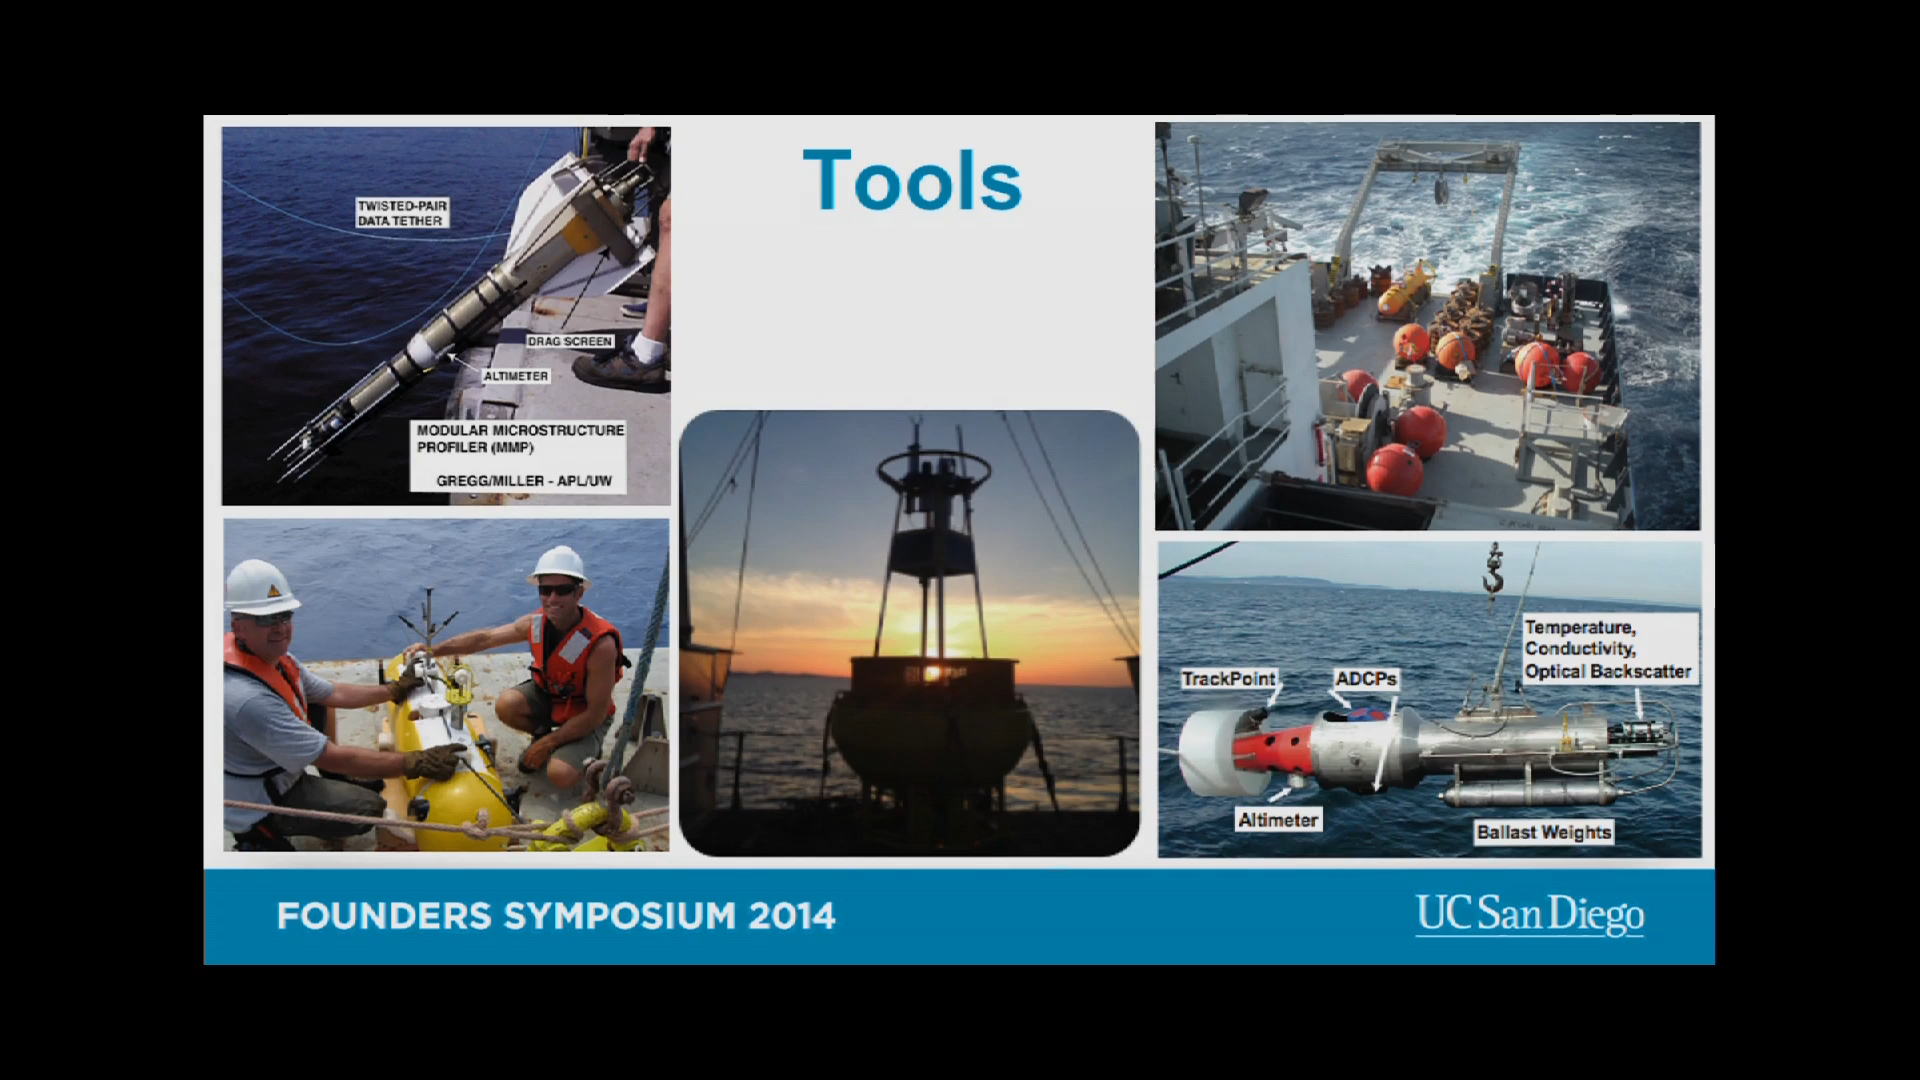 Tools
TWISTED-PAIR
DATA TETHER
DRAG SCREEN
ALTIMETER
MODULAR MICROSTRUCTURE
PROFILER (MMP)
GREGG/MILLER - APL/UW
Temperature,
Conductivity,
Optical Backscatter
TrackPoint
ADCPs
Altimeter
Ballast Weights
FOUNDERS SYMPOSIUM 2014
UC San Diego